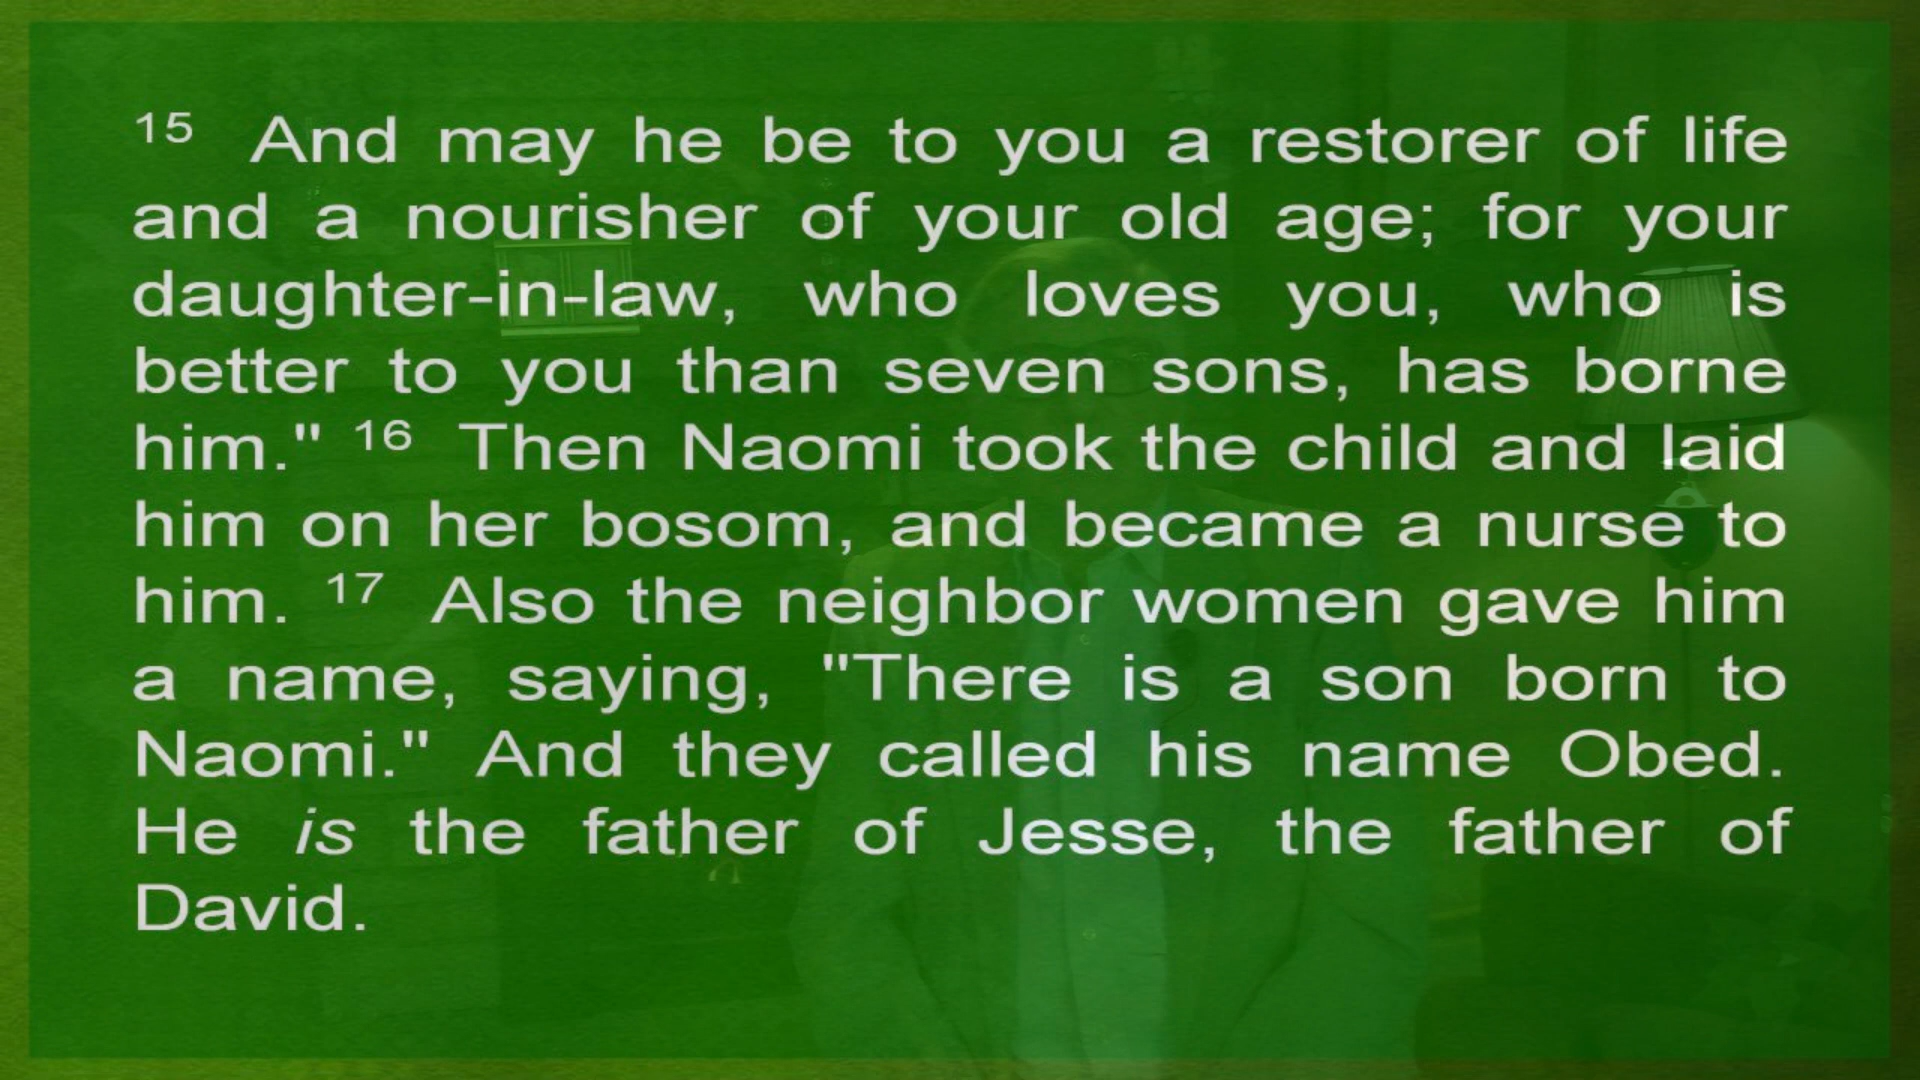 15 And may he be to you a restorer of life
and a nourisher of your old age; for your
daughter-in-law, who loves you, who is
better to you than seven sons, has borne
him." 16 Then Naomi took the child and laid
him on her bosom, and became a nurse to
him. 17 Also the neighbor women gave him
a name, saying, "There is a son born to
Naomi." And they called his name Obed.
He is the father of Jesse, the father of
David.